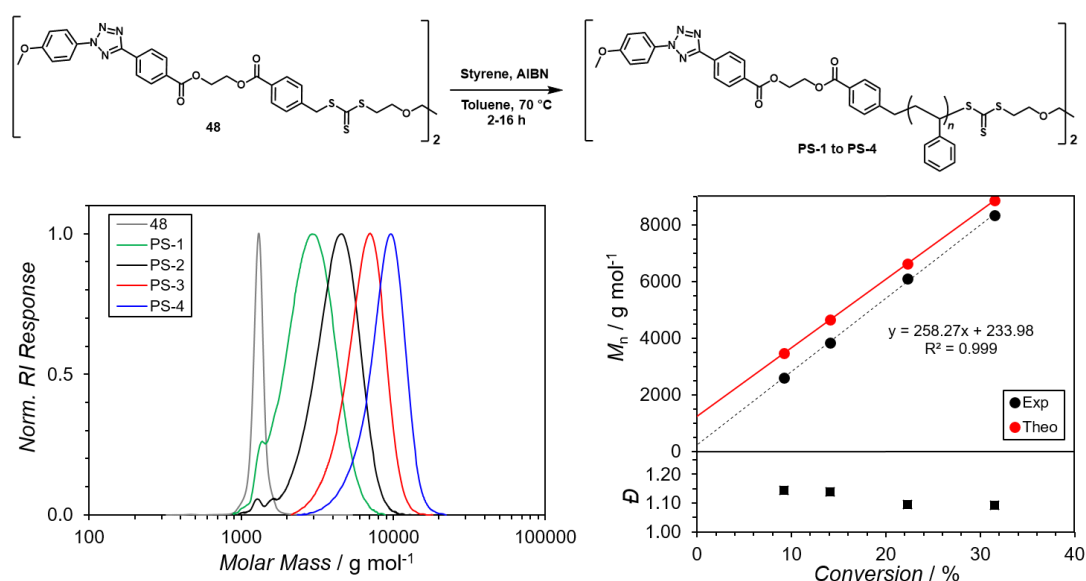 48
Styrene, AIBN
Toluene, 70 °C
2-16 h
PS-1 to PS-4
O
N
N
N
N
O
O
O
O
S
S
S
O
2
O
N
N
N
N
O
O
O
O
n
S
S
S
O
2
48
PS-1
PS-2
PS-3
PS-4
Norm. RI Response
1.0
0.5
0.0
100
1000
10000
100000
Molar Mass / g mol-1
Mn / g mol-1
8000
6000
4000
2000
0
y = 258.27x + 233.98
R² = 0.999
Exp
Theo
Đ
1.20
1.10
1.00
0
10
20
30
40
Conversion / %